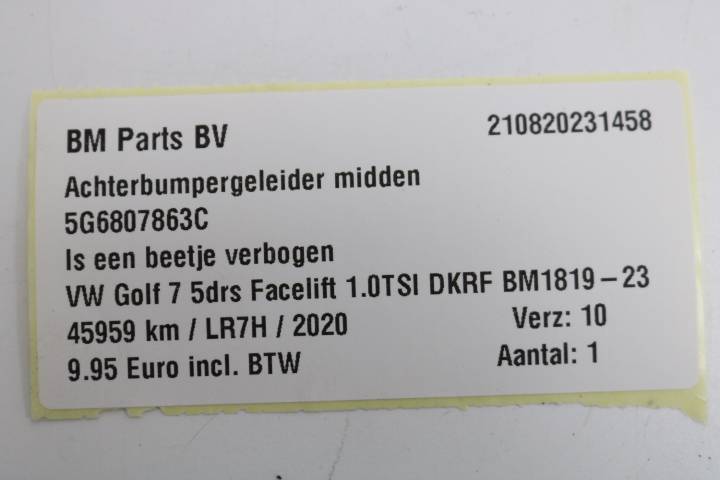 BM Parts BV 210820231458
Achterbumpergeleider midden
5G6807863C
Is een beetje verbogen
VW Golf 7 5drs Facelift 1.0TSI DKRF BM1819-23
45959 km / LR7H / 2020 Verz: 10
9.95 Euro incl. BTW Aantal: 1